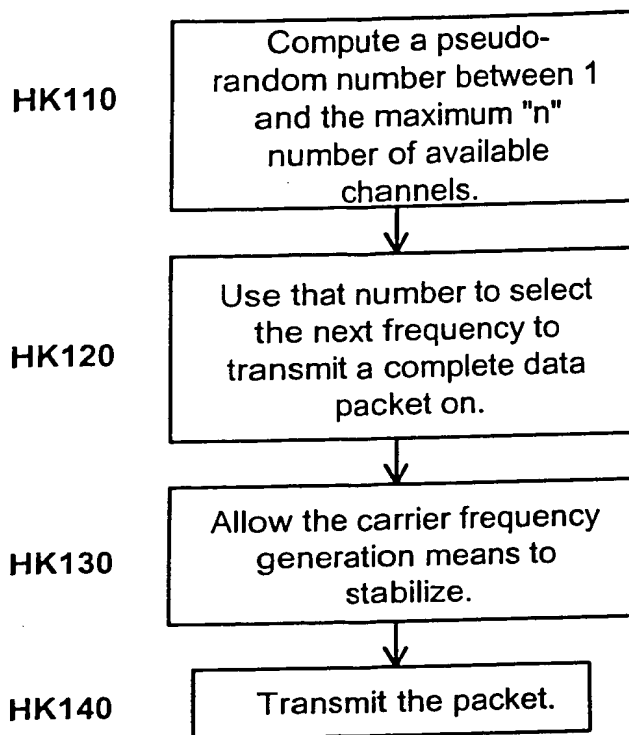 HK110
Compute a pseudo-
random number between 1
and the maximum "n"
number of available
channels.
HK120
Use that number to select
the next frequency to
transmit a complete data
packet on.
HK130
Allow the carrier frequency
generation means to
stabilize.
HK140
Transmit the packet.